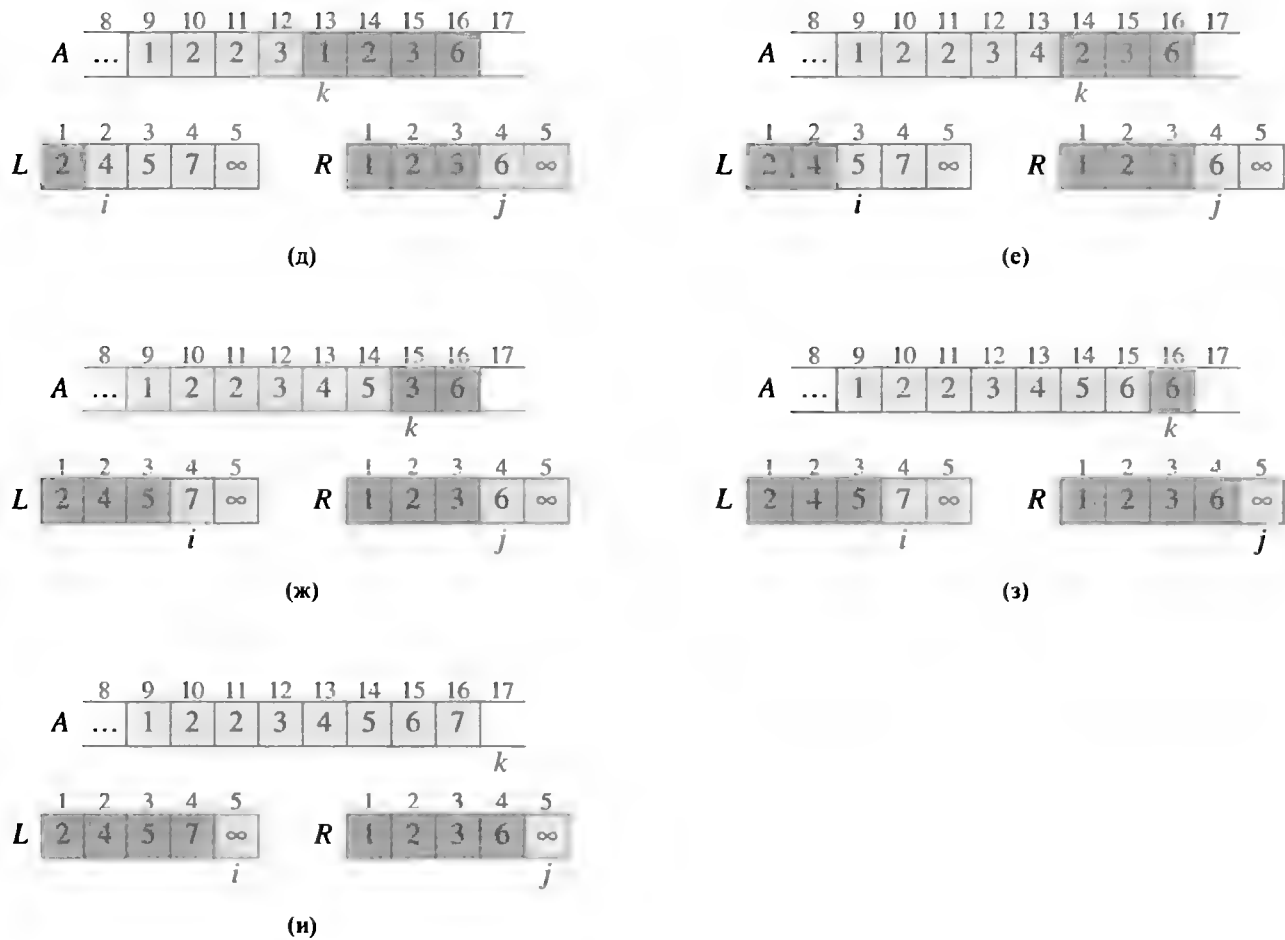 8 9 10 11 12 13 14 15 16 17
A ... 1 2 2 3 1 2 3 6
k
1 2 3 4 5
L 2 4 5 7 ∞
i
1 2 3 4 5
R 1 2 3 6 ∞
j
(д)
8 9 10 11 12 13 14 15 16 17
A ... 1 2 2 3 4 2 3 6
k
1 2 3 4 5
L 2 4 5 7 ∞
i
1 2 3 4 5
R 1 2 3 6 ∞
j
(е)
8 9 10 11 12 13 14 15 16 17
A ... 1 2 2 3 4 5 3 6
k
1 2 3 4 5
L 2 4 5 7 ∞
i
1 2 3 4 5
R 1 2 3 6 ∞
j
(ж)
8 9 10 11 12 13 14 15 16 17
A ... 1 2 2 3 4 5 6 6
k
1 2 3 4 5
L 2 4 5 7 ∞
i
1 2 3 4 5
R 1 2 3 6 ∞
j
(з)
8 9 10 11 12 13 14 15 16 17
A ... 1 2 2 3 4 5 6 7
k
1 2 3 4 5
L 2 4 5 7 ∞
i
1 2 3 4 5
R 1 2 3 6 ∞
j
(и)